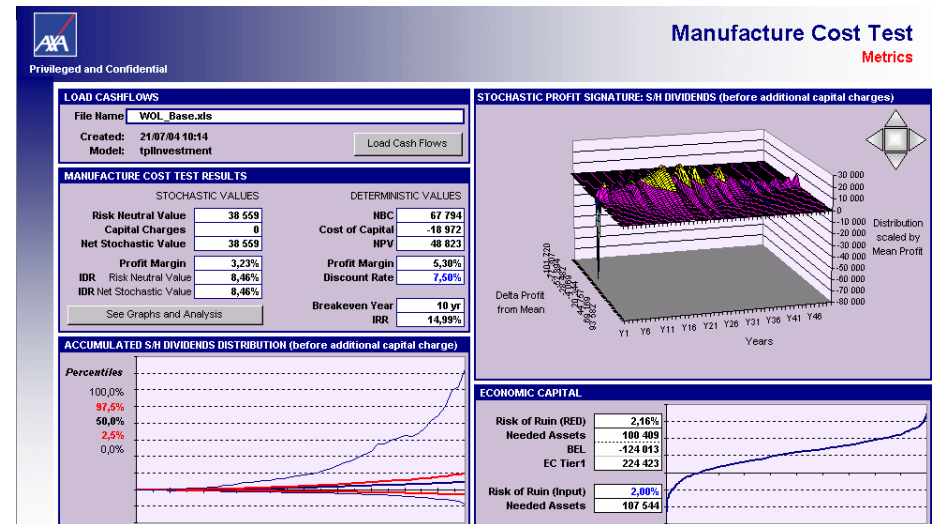 AXA
Privileged and Confidential
Manufacture Cost Test
Metrics
LOAD CASHFLOWS
File Name WOL_Base.xls
Created: 21/07/04 10:14
Model: tplInvestment
Load Cash Flows
MANUFACTURE COST TEST RESULTS
STOCHASTIC VALUES DETERMINISTIC VALUES
Risk Neutral Value 38 559 NBC 67 794
Capital Charges 0 Cost of Capital -18 972
Net Stochastic Value 38 559 NPV 48 823
Profit Margin 3,23% Profit Margin 5,30%
IDR Risk Neutral Value 8,46% Discount Rate 7,50%
IDR Net Stochastic Value 8,46%
Breakeven Year 10 yr
See Graphs and Analysis
IRR 14,99%
ACCUMULATED S/H DIVIDENDS DISTRIBUTION (before additional capital charge)
Percentiles
100,0%
97,5%
50,0%
2,5%
0,0%
STOCHASTIC PROFIT SIGNATURE: S/H DIVIDENDS (before additional capital charges)
30 000
20 000
10 000
0
-10 000
-20 000
-30 000
-40 000
-50 000
-60 000
-70 000
-80 000
Distribution
scaled by
Mean Profit
Delta Profit
from Mean
Y1 Y6 Y11 Y16 Y21 Y26 Y31 Y36 Y41 Y46
Years
ECONOMIC CAPITAL
Risk of Ruin (RED) 2,16%
Needed Assets 100 409
BEL -124 013
EC Tier1 224 423
Risk of Ruin (Input) 2,00%
Needed Assets 107 544